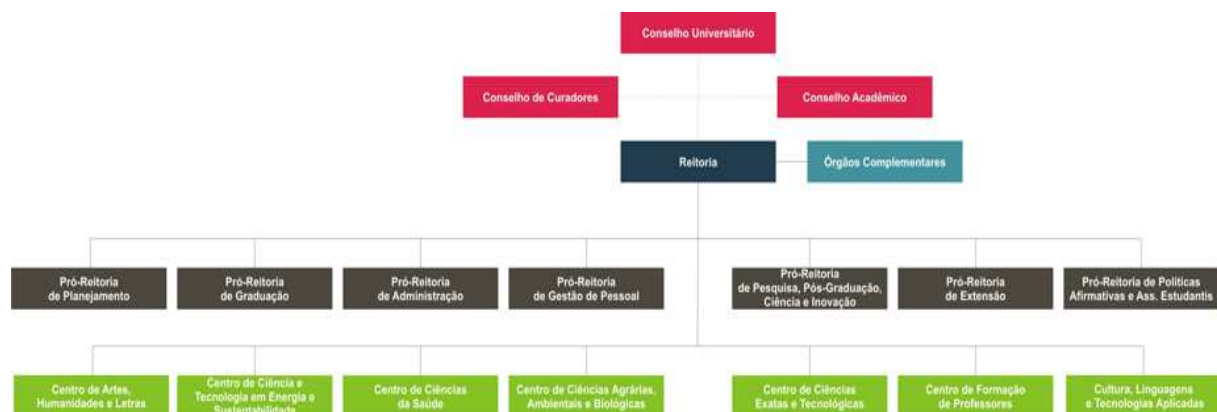 Conselho Universitário
Conselho de Curadores
Conselho Acadêmico
Reitoria
Órgãos Complementares
Pró-Reitoria
de Planejamento
Pró-Reitoria
de Graduação
Pró-Reitoria
de Administração
Pró-Reitoria
de Gestão de Pessoal
Pró-Reitoria
de Pesquisa, Pós-Graduação,
Ciência e Inovação
Pró-Reitoria
de Extensão
Pró-Reitoria de Políticas
Afirmativas e Ass. Estudantis
Centro de Artes,
Humanidades e Letras
Centro de Ciência e
Tecnologia em Energia e
Sustentabilidade
Centro de Ciências
da Saúde
Centro de Ciências Agrárias,
Ambientais e Biológicas
Centro de Ciências
Exatas e Tecnológicas
Centro de Formação
de Professores
Cultura, Linguagens
e Tecnologias Aplicadas